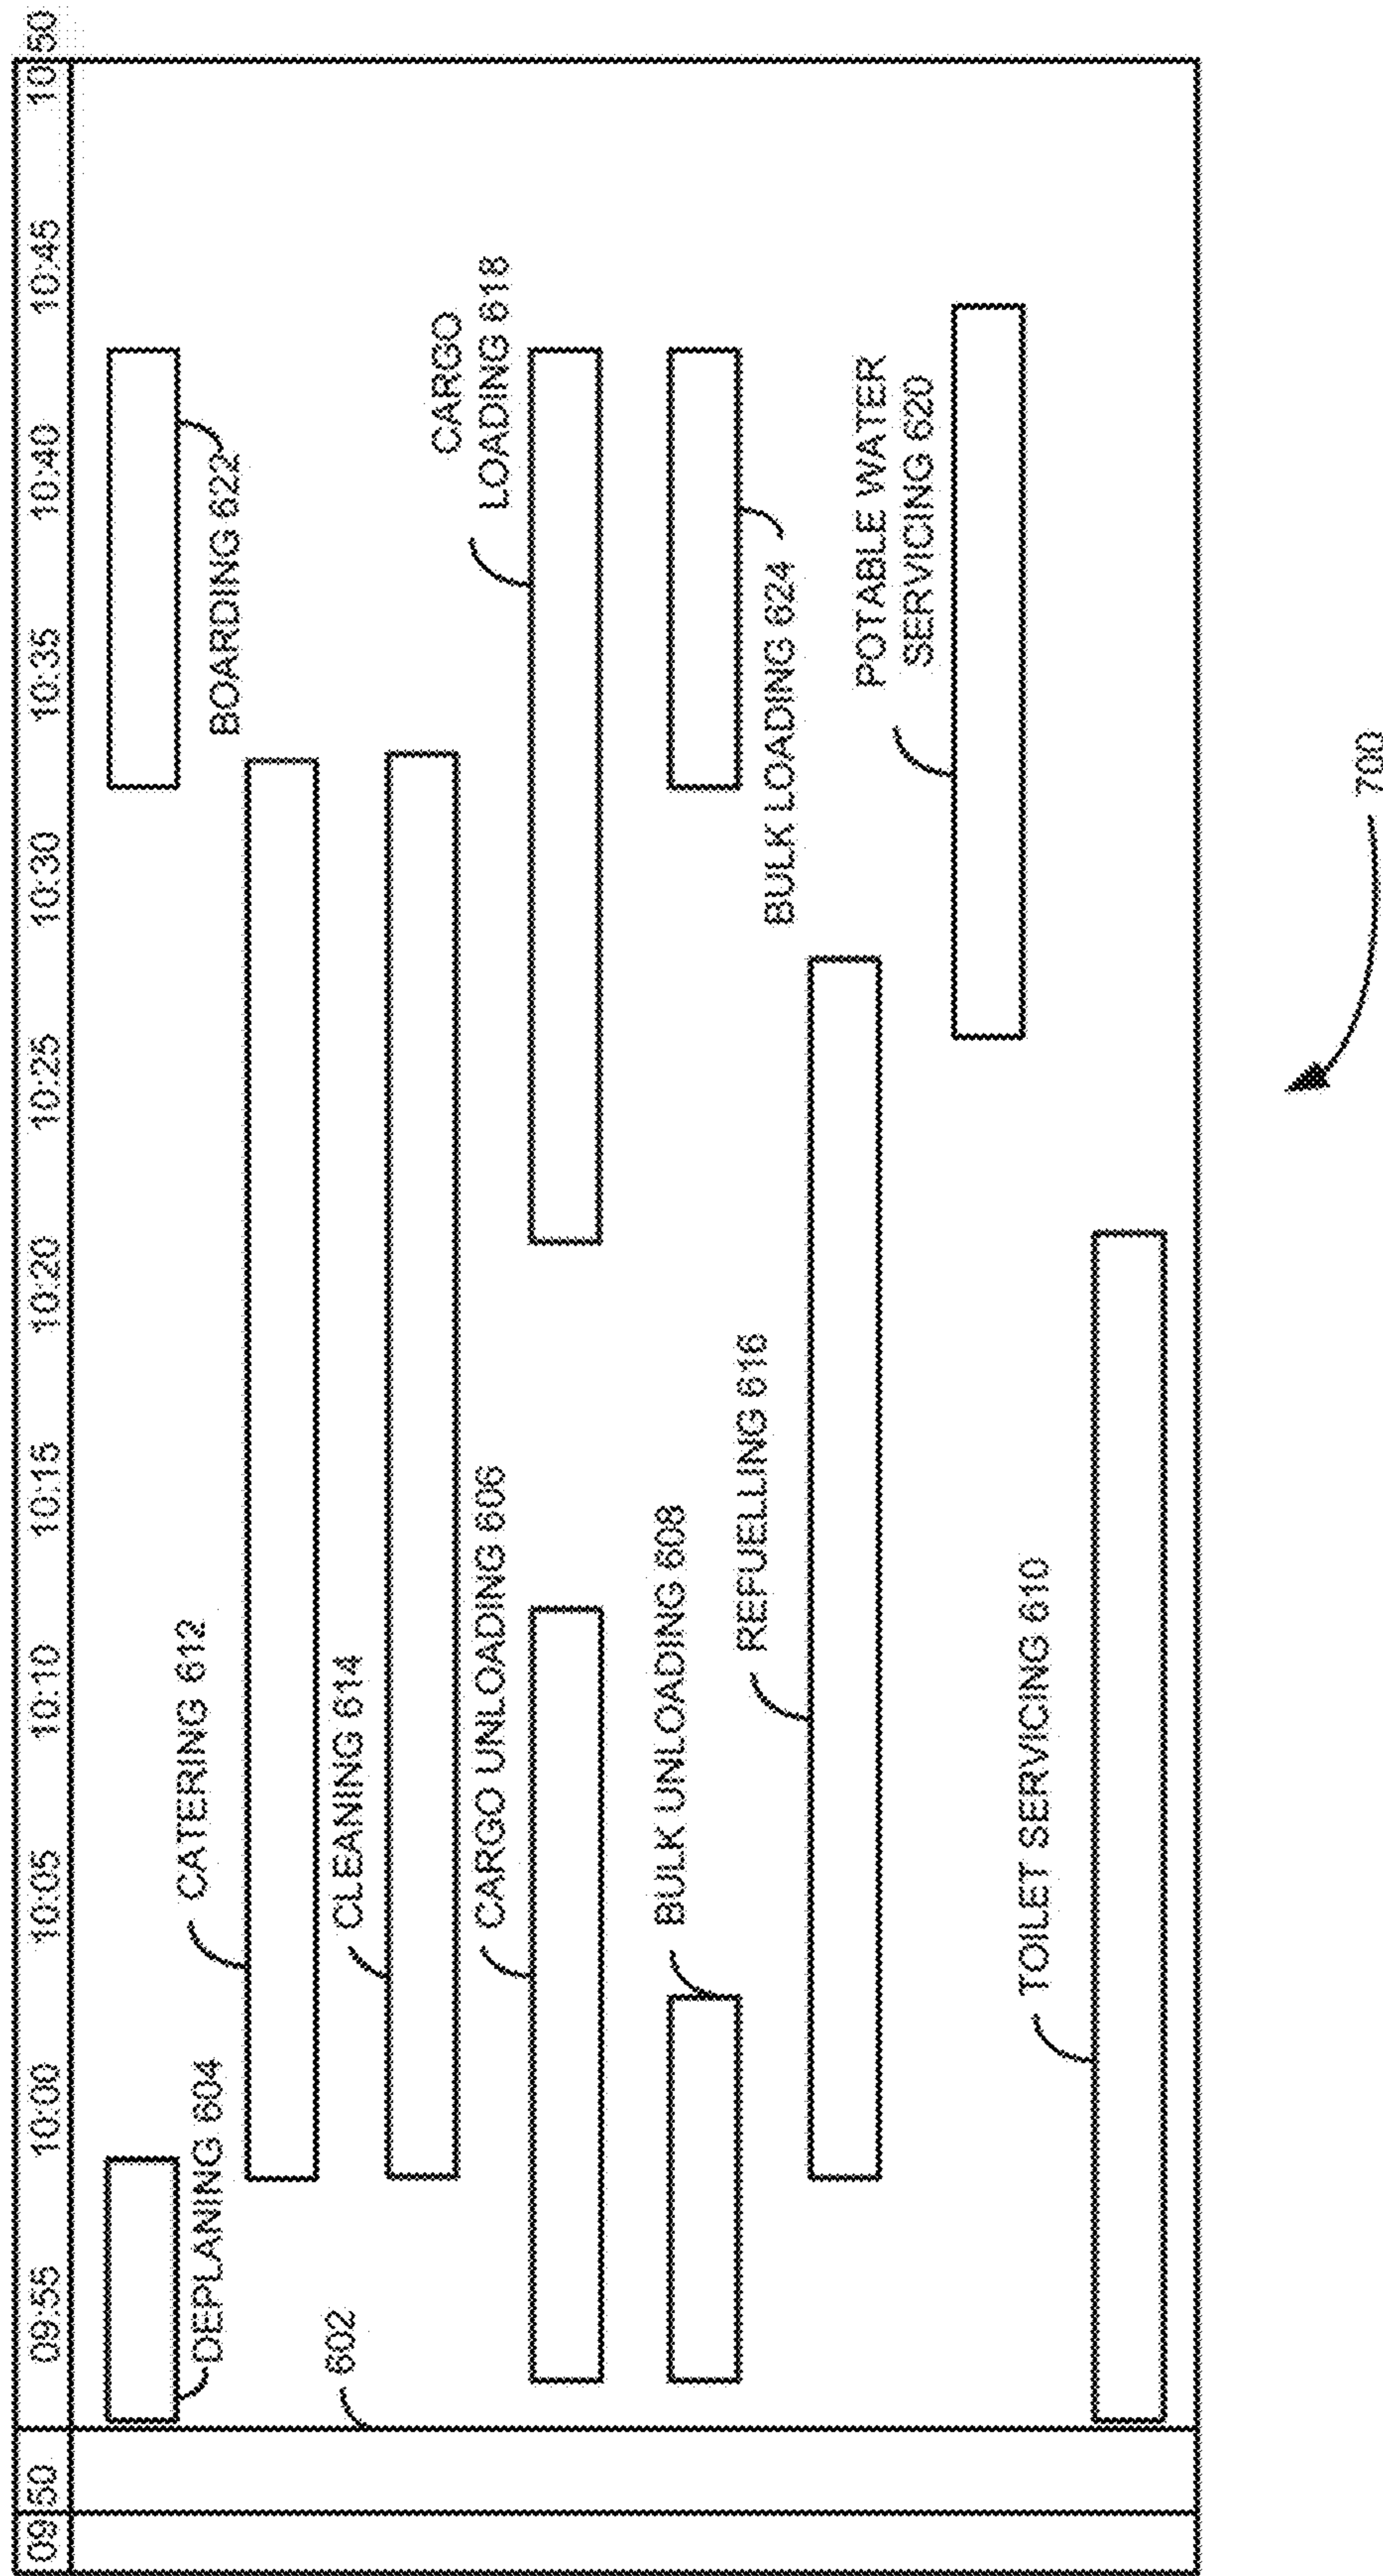 09:50
09:55
10:00
10:05
10:10
10:15
10:20
10:25
10:30
10:35
10:40
10:45
10:50
DEPLANING 604
BOARDING 622
CATERING 612
602
CLEANING 614
CARGO UNLOADING 606
CARGO
LOADING 618
BULK UNLOADING 608
BULK LOADING 624
REFUELLING 616
POTABLE WATER
SERVICING 620
TOILET SERVICING 610
700